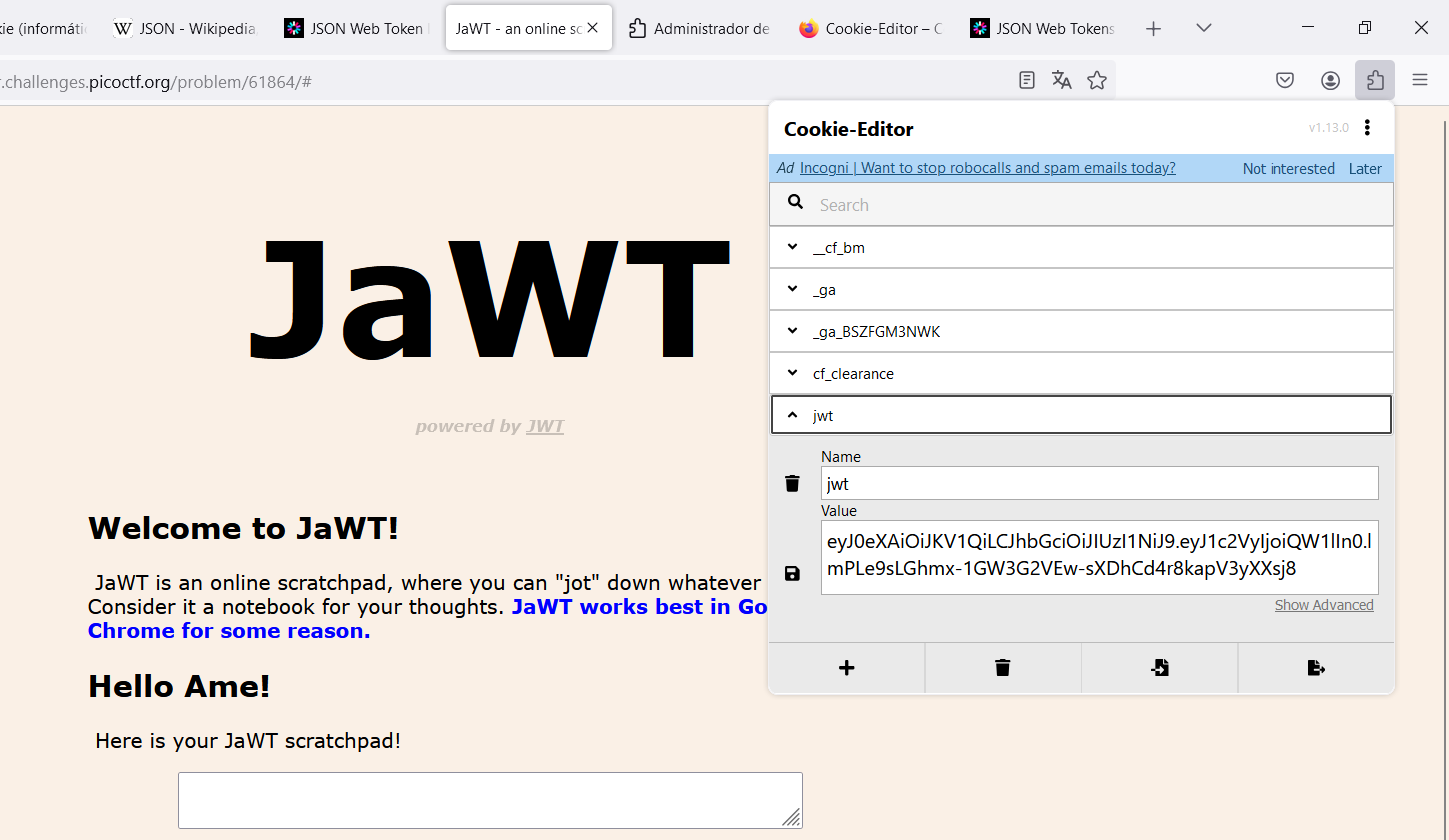 kie (informáti
JSON - Wikipedia
JSON Web Token
JaWT - an online sc
Administrador de
Cookie-Editor – C
JSON Web Tokens
r.challenges.picoctf.org/problem/61864/#
Cookie-Editor
v1.13.0
Ad Incogni | Want to stop robocalls and spam emails today?
Not interested
Later
Search
__cf_bm
_ga
_ga_BSZFGM3NWK
cf_clearance
jwt
Name
jwt
Value
eyJ0eXAiOiJKV1QiLCJhbGciOiJIUzI1NiJ9.eyJ1c2VyIjoiQW1lIn0.l
mPLe9sLGhmx-1GW3G2VEw-sXDhCd4r8kapV3yXXsj8
Show Advanced
JaWT
powered by JWT
Welcome to JaWT!
JaWT is an online scratchpad, where you can "jot" down whatever
Consider it a notebook for your thoughts. JaWT works best in Go
Chrome for some reason.
Hello Ame!
Here is your JaWT scratchpad!